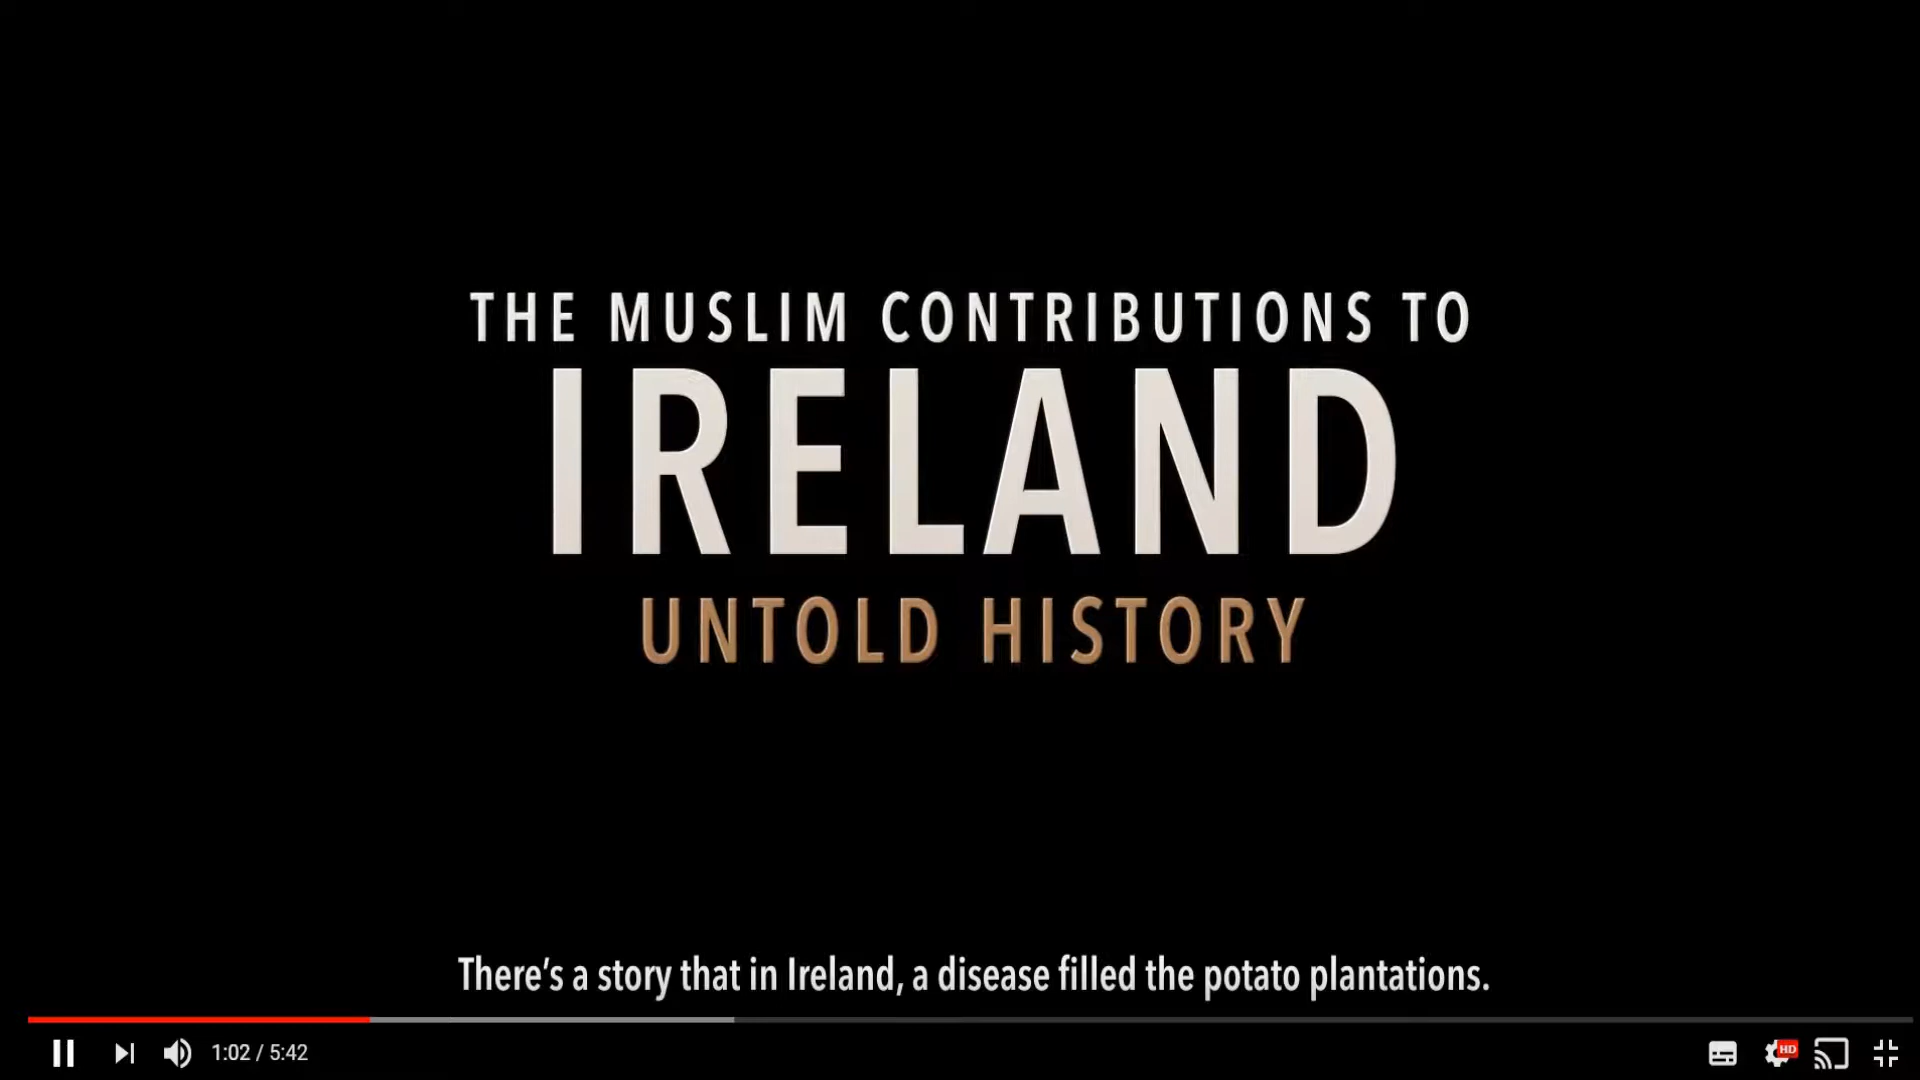 THE MUSLIM CONTRIBUTIONS TO
IRELAND
UNTOLD HISTORY
There's a story that in Ireland, a disease filled the potato plantations.
1:02 / 5:42
HD